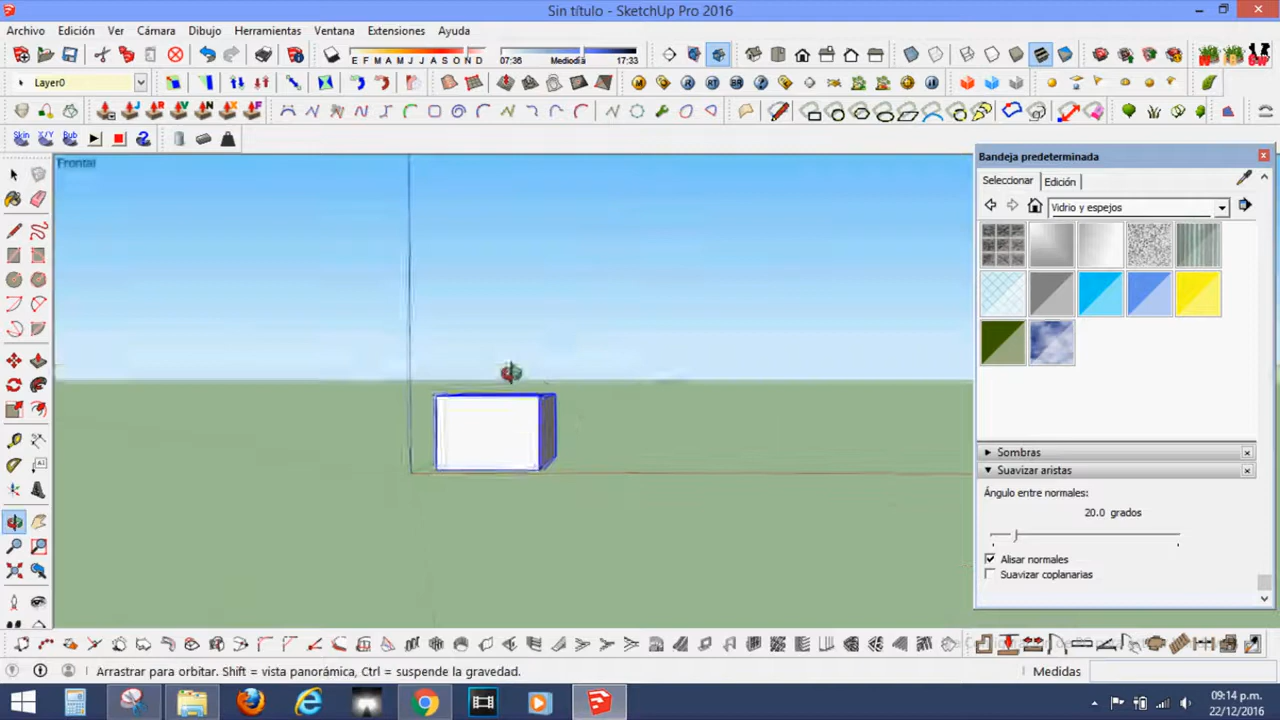 Sin título - SketchUp Pro 2016
Archivo Edición Ver Cámara Dibujo Herramientas Ventana Extensiones Ayuda
E F M A M J J A S O N D 07:36 Mediodía 17:33
Layer0
J R V N X F
Skin X/Y Bub
Frontal
Bandeja predeterminada
Seleccionar Edición
Vidrio y espejos
Sombras
Suavizar aristas
Ángulo entre normales:
20.0 grados
Alisar normales
Suavizar coplanarias
Arrastrar para orbitar. Shift = vista panorámica, Ctrl = suspende la gravedad.
Medidas
09:14 p.m.
22/12/2016